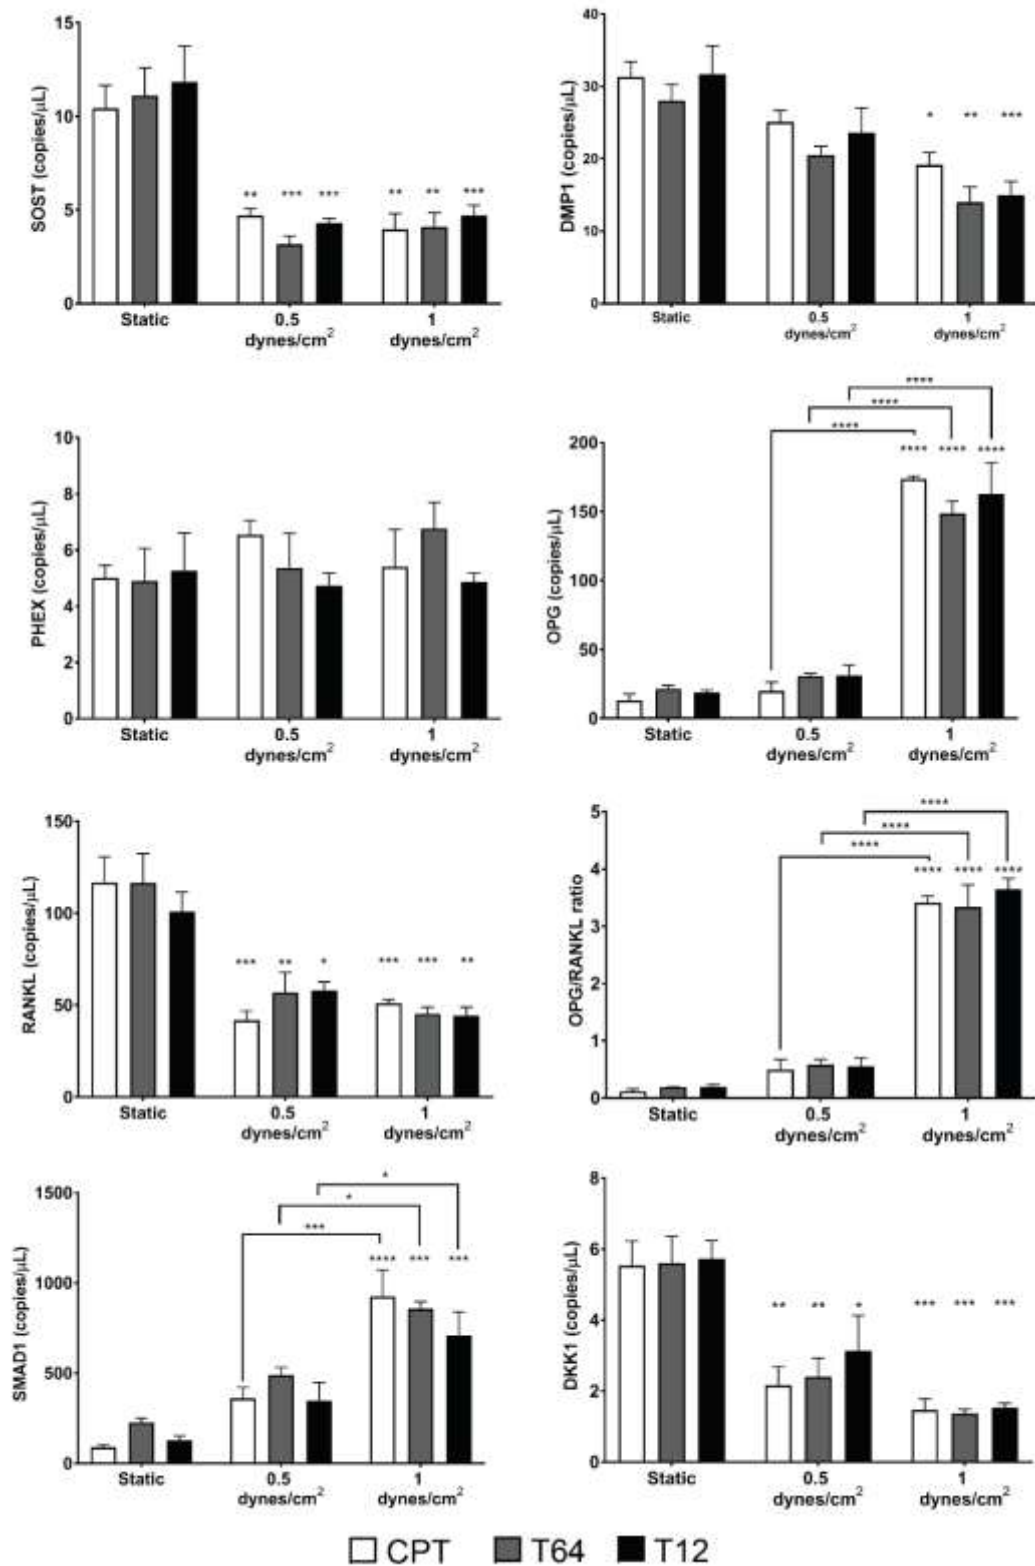 SOST (copies/μL)
15
10
5
0
** *** *** ** ** ***
Static 0.5 1
dynes/cm² dynes/cm²
DMP1 (copies/μL)
40
30
20
10
0
* ** ***
Static 0.5 1
dynes/cm² dynes/cm²
PHEX (copies/μL)
10
8
6
4
2
0
Static 0.5 1
dynes/cm² dynes/cm²
OPG (copies/μL)
200
150
100
50
0
****
****
****
**** **** ****
Static 0.5 1
dynes/cm² dynes/cm²
RANKL (copies/μL)
150
100
50
0
*** ** * *** *** **
Static 0.5 1
dynes/cm² dynes/cm²
OPG/RANKL ratio
5
4
3
2
1
0
****
****
****
**** **** ****
Static 0.5 1
dynes/cm² dynes/cm²
SMAD1 (copies/μL)
1500
1000
500
0
*
*
***
**** *** ***
Static 0.5 1
dynes/cm² dynes/cm²
DKK1 (copies/μL)
8
6
4
2
0
** ** * *** *** ***
Static 0.5 1
dynes/cm² dynes/cm²
CPT T64 T12